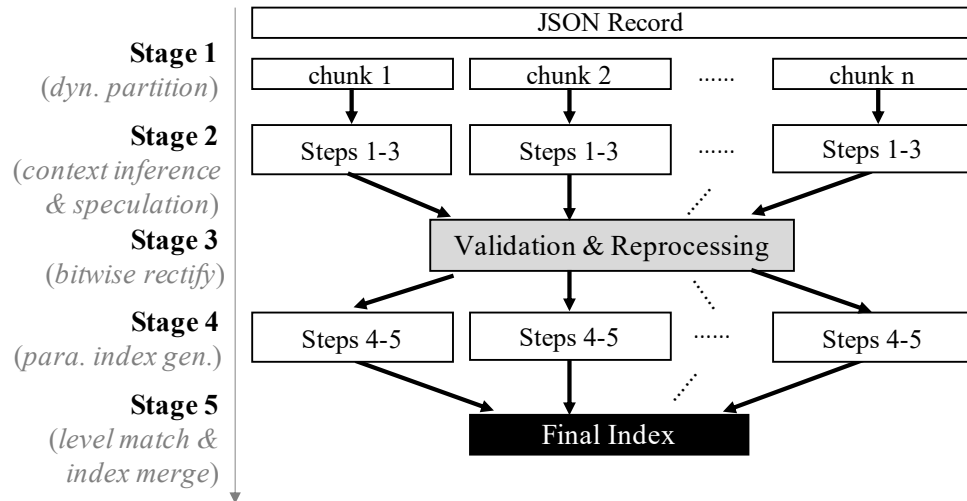 JSON Record
Stage 1
(dyn. partition)
chunk 1
chunk 2
......
chunk n
Stage 2
(context inference
& speculation)
Steps 1-3
Steps 1-3
......
Steps 1-3
Stage 3
(bitwise rectify)
Validation & Reprocessing
Stage 4
(para. index gen.)
Steps 4-5
Steps 4-5
......
Steps 4-5
Stage 5
(level match &
index merge)
Final Index